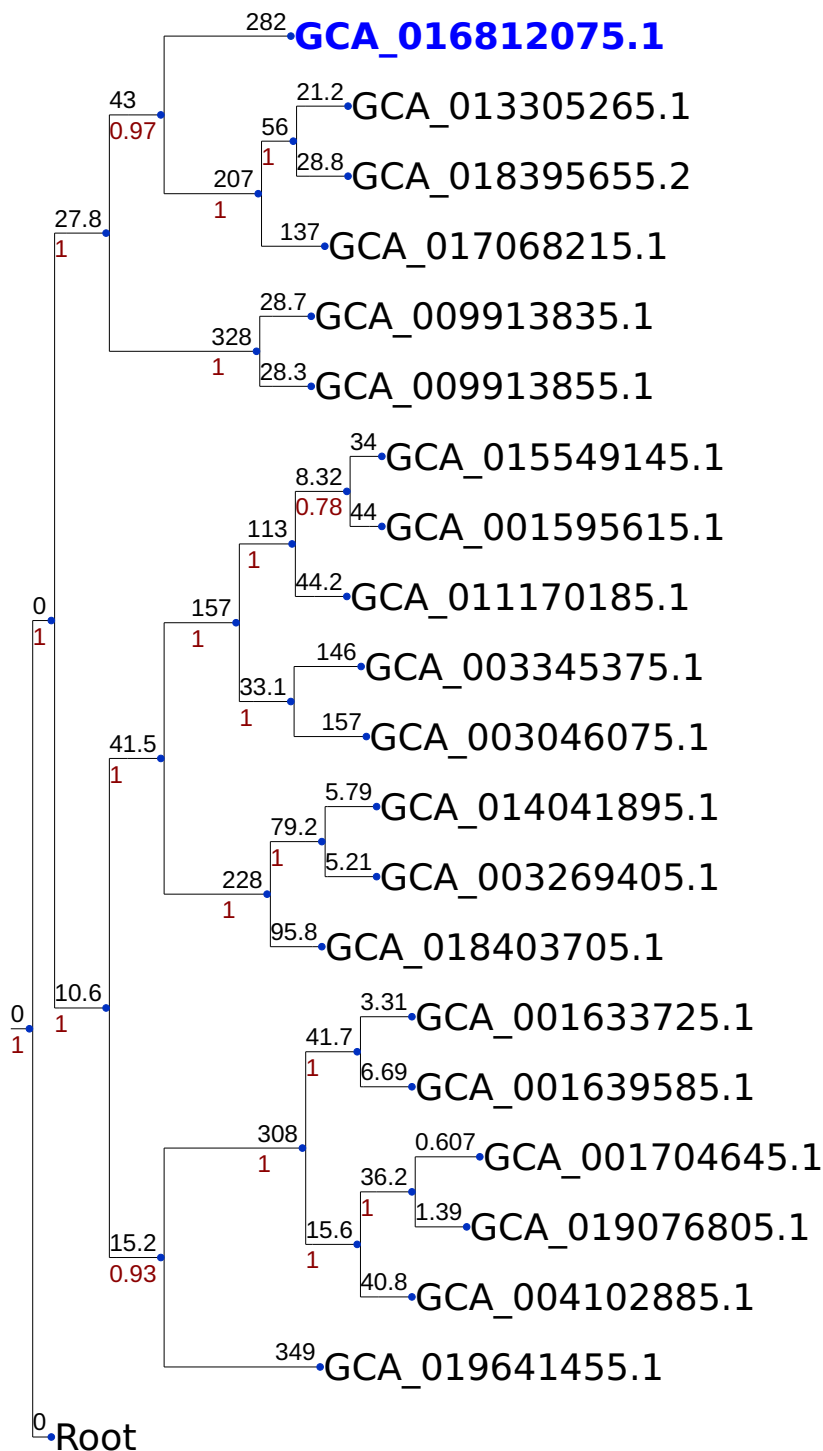 282
GCA_016812075.1
21.2
GCA_013305265.1
43
0.97
56
1
28.8
GCA_018395655.2
207
1
27.8
1
137
GCA_017068215.1
28.7
GCA_009913835.1
328
1
28.3
GCA_009913855.1
34
GCA_015549145.1
8.32
0.78
44
GCA_001595615.1
113
1
44.2
GCA_011170185.1
0
1
157
1
146
GCA_003345375.1
33.1
1
157
GCA_003046075.1
41.5
1
5.79
GCA_014041895.1
79.2
1
5.21
GCA_003269405.1
228
1
95.8
GCA_018403705.1
10.6
1
3.31
GCA_001633725.1
0
1
41.7
1
6.69
GCA_001639585.1
308
1
0.607
GCA_001704645.1
36.2
1
1.39
GCA_019076805.1
15.2
0.93
15.6
1
40.8
GCA_004102885.1
349
GCA_019641455.1
0
Root